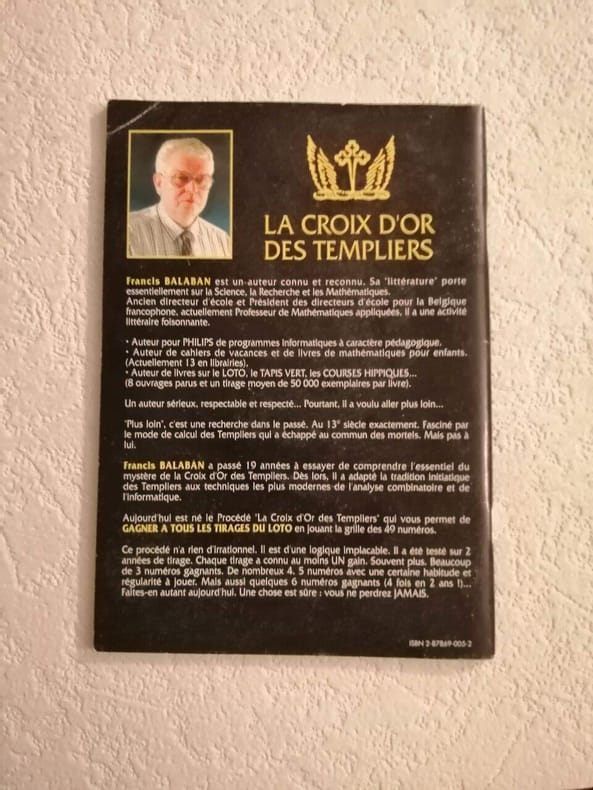 LA CROIX D'OR
DES TEMPLIERS
Francis BALABAN est un auteur connu et reconnu. Sa "littérature" porte
essentiellement sur la Science, la Recherche et les Mathématiques.
Ancien directeur d'école et Président des directeurs d'école pour la Belgique
francophone, actuellement Professeur de Mathématiques appliquées, il a une activité
littéraire foisonnante.
• Auteur pour PHILIPS de programmes informatiques à caractère pédagogique.
• Auteur de cahiers de vacances et de livres de mathématiques pour enfants.
(Actuellement 13 en librairies).
• Auteur de livres sur le LOTO, le TAPIS VERT, les COURSES HIPPIQUES...
(8 ouvrages parus et un tirage moyen de 50 000 exemplaires par livre).
Un auteur sérieux, respectable et respecté... Pourtant, il a voulu aller plus loin...
"Plus loin", c'est une recherche dans le passé. Au 13e siècle exactement. Fasciné par
le mode de calcul des Templiers qui a échappé au commun des mortels. Mais pas à
lui.
Francis BALABAN a passé 19 années à essayer de comprendre l'essentiel du
mystère de la Croix d'Or des Templiers. Dès lors, il a adapté la tradition initiatique
des Templiers aux techniques les plus modernes de l'analyse combinatoire et de
l'informatique.
Aujourd'hui est né le Procédé "La Croix d'Or des Templiers" qui vous permet de
GAGNER A TOUS LES TIRAGES DU LOTO en jouant la grille des 49 numéros.
Ce procédé n'a rien d'irrationnel. Il est d'une logique implacable. Il a été testé sur 2
années de tirage. Chaque tirage a connu au moins UN gain. Souvent plus. Beaucoup
de 3 numéros gagnants. De nombreux 4, 5 numéros avec une certaine habitude et
régularité à jouer. Mais aussi quelques 6 numéros gagnants (4 fois en 2 ans !)...
Faites-en autant aujourd'hui. Une chose est sûre : vous ne perdrez JAMAIS.
ISBN 2-87869-005-2